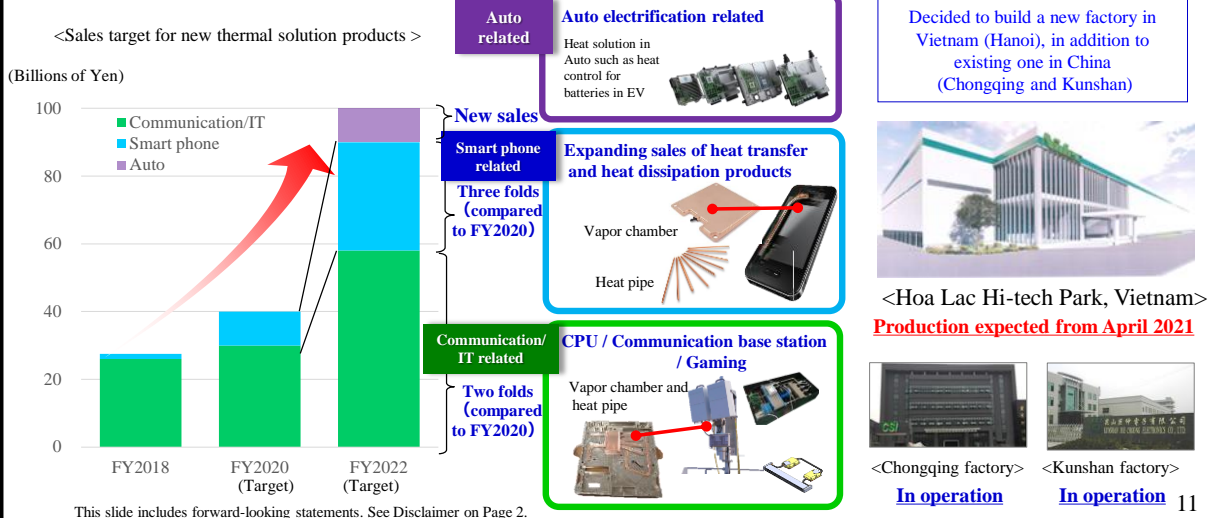 <Sales target for new thermal solution products >
(Billions of Yen)
100
80
60
40
20
0
Communication/IT
Smart phone
Auto
FY2018
FY2020
(Target)
FY2022
(Target)
This slide includes forward-looking statements. See Disclaimer on Page 2.
New sales
Three folds
（compared
to FY2020）
Two folds
（compared
to FY2020）
Auto
related
Auto electrification related
Heat solution in
Auto such as heat
control for
batteries in EV
Smart phone
related
Expanding sales of heat transfer
and heat dissipation products
Vapor chamber
Heat pipe
Communication/
IT related
CPU / Communication base station
/ Gaming
Vapor chamber and
heat pipe
Decided to build a new factory in
Vietnam (Hanoi), in addition to
existing one in China
(Chongqing and Kunshan)
<Hoa Lac Hi-tech Park, Vietnam>
Production expected from April 2021
CSI
<Chongqing factory>
In operation
<Kunshan factory>
In operation
11